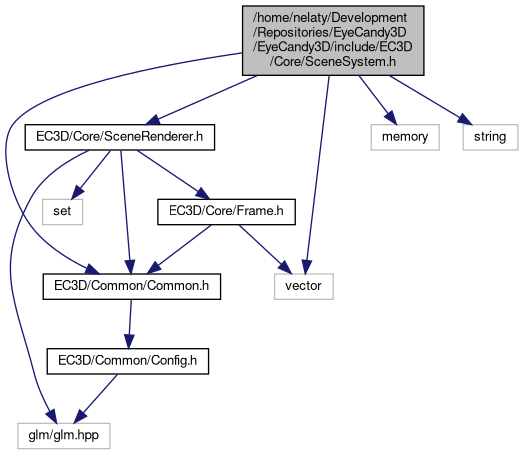 /home/nelaty/Development
/Repositories/EyeCandy3D
/EyeCandy3D/include/EC3D
/Core/SceneSystem.h
EC3D/Core/SceneRenderer.h
memory
string
set
EC3D/Core/Frame.h
EC3D/Common/Common.h
vector
EC3D/Common/Config.h
glm/glm.hpp